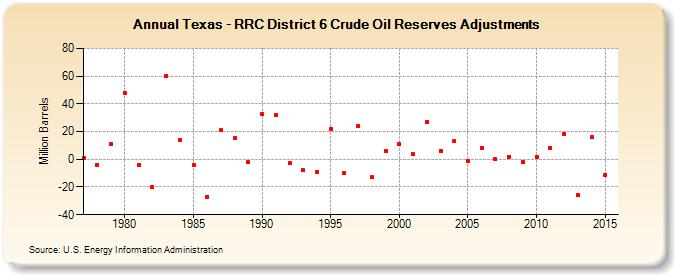 Annual Texas - RRC District 6 Crude Oil Reserves Adjustments
Million Barrels
80
60
40
20
0
-20
-40
1980 1985 1990 1995 2000 2005 2010 2015
Source: U.S. Energy Information Administration